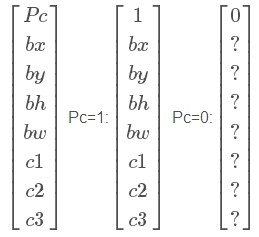 Pc 1 0
bx bx ?
by by ?
bh bh ?
bw Pc=1: bw Pc=0: ?
c1 c1 ?
c2 c2 ?
c3 c3 ?